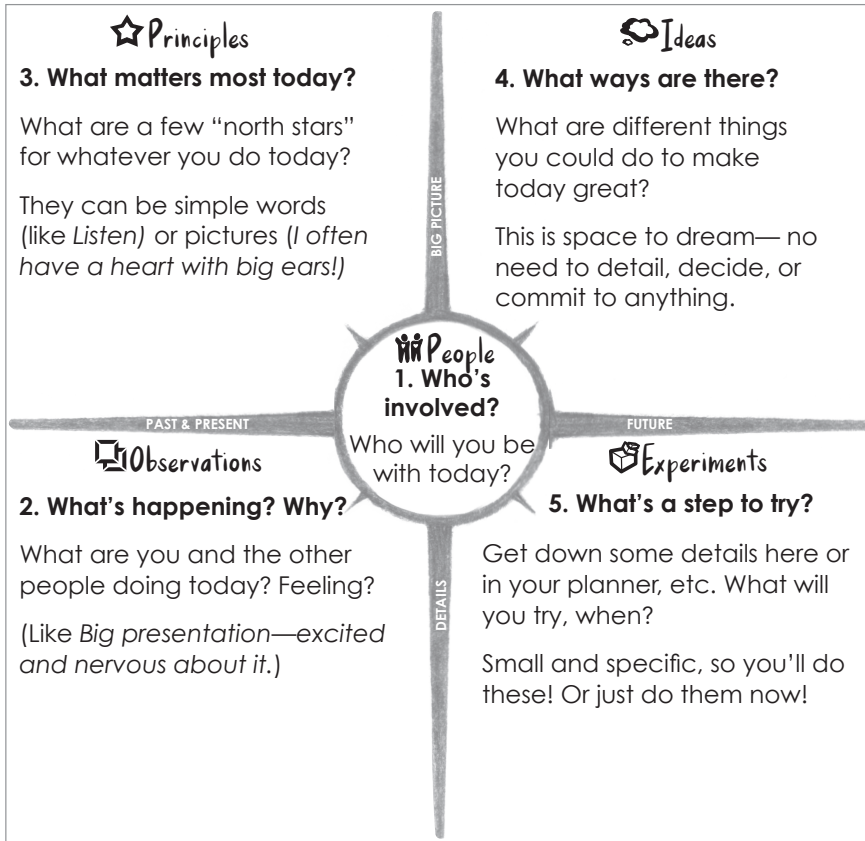 Principles
3. What matters most today?
What are a few “north stars”
for whatever you do today?
They can be simple words
(like Listen) or pictures (I often
have a heart with big ears!)
Ideas
4. What ways are there?
What are different things
you could do to make
today great?
This is space to dream— no
need to detail, decide, or
commit to anything.
BIG PICTURE
People
1. Who’s
involved?
Who will you be
with today?
PAST & PRESENT
FUTURE
Observations
2. What’s happening? Why?
What are you and the other
people doing today? Feeling?
(Like Big presentation—excited
and nervous about it.)
Experiments
5. What’s a step to try?
Get down some details here or
in your planner, etc. What will
you try, when?
Small and specific, so you’ll do
these! Or just do them now!
DETAILS